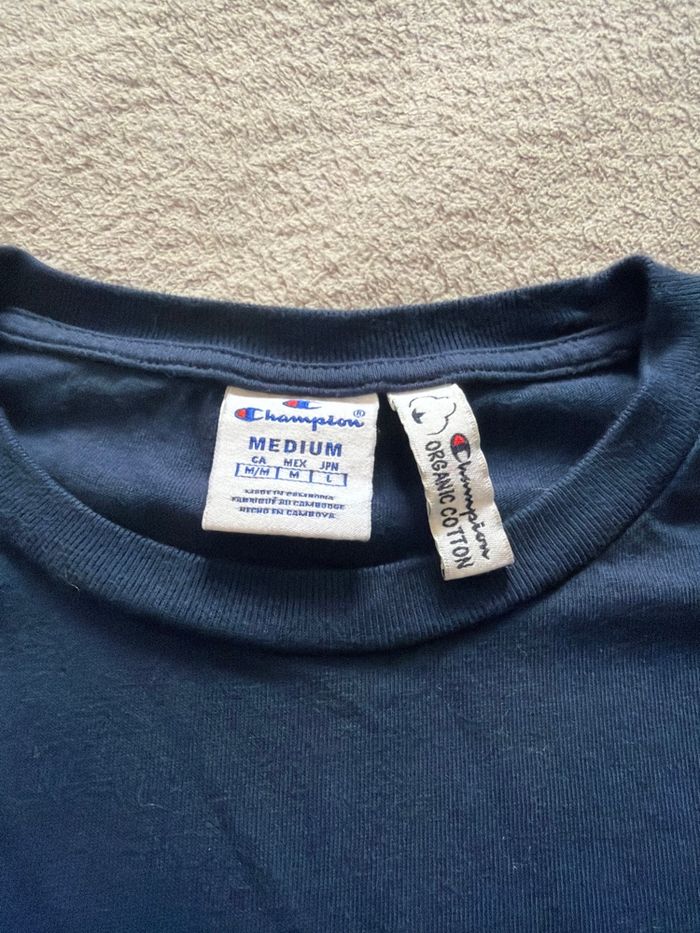 Champion®
MEDIUM
CA MEX JPN
M/M M L
MADE IN CAMBODIA
FABRIQUÉ AU CAMBODGE
HECHO EN CAMBOYA
Champion
ORGANIC COTTON